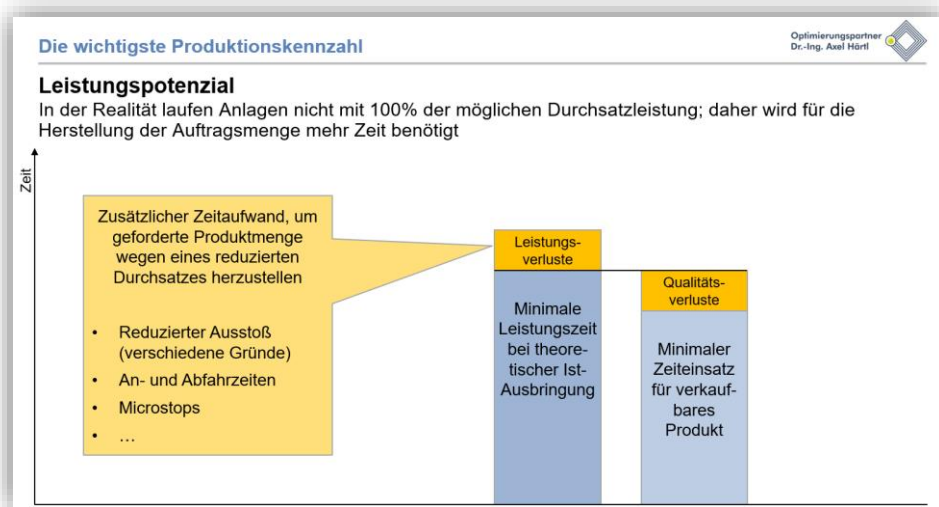 Die wichtigste Produktionskennzahl
Optimierungspartner
Dr.-Ing. Axel Härtl
Leistungspotenzial
In der Realität laufen Anlagen nicht mit 100% der möglichen Durchsatzleistung; daher wird für die
Herstellung der Auftragsmenge mehr Zeit benötigt
Zeit
Zusätzlicher Zeitaufwand, um
geforderte Produktmenge
wegen eines reduzierten
Durchsatzes herzustellen
• Reduzierter Ausstoß
(verschiedene Gründe)
• An- und Abfahrzeiten
• Microstops
• …
Leistungs-
verluste
Minimale
Leistungszeit
bei theore-
tischer Ist-
Ausbringung
Qualitäts-
verluste
Minimaler
Zeiteinsatz
für verkauf-
bares
Produkt